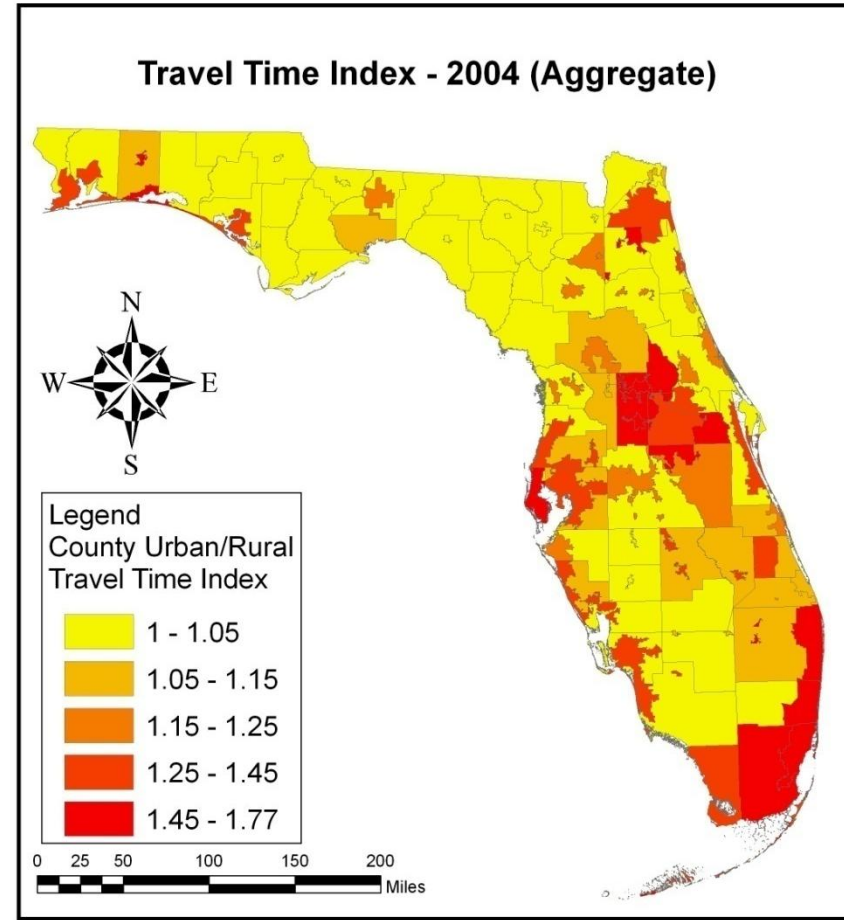 Travel Time Index - 2004 (Aggregate)
N
W E
S
Legend
County Urban/Rural
Travel Time Index
1 - 1.05
1.05 - 1.15
1.15 - 1.25
1.25 - 1.45
1.45 - 1.77
0 25 50 100 150 200
Miles